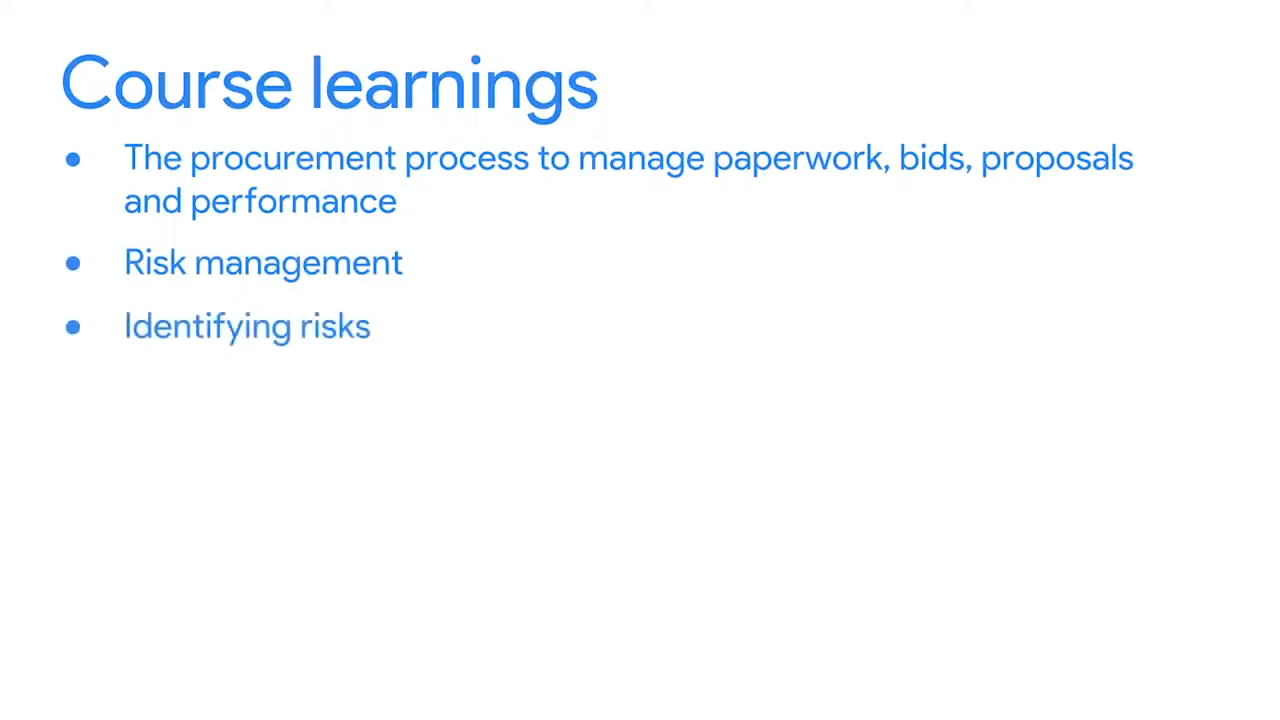 Course learnings
● The procurement process to manage paperwork, bids, proposals
and performance
● Risk management
● Identifying risks